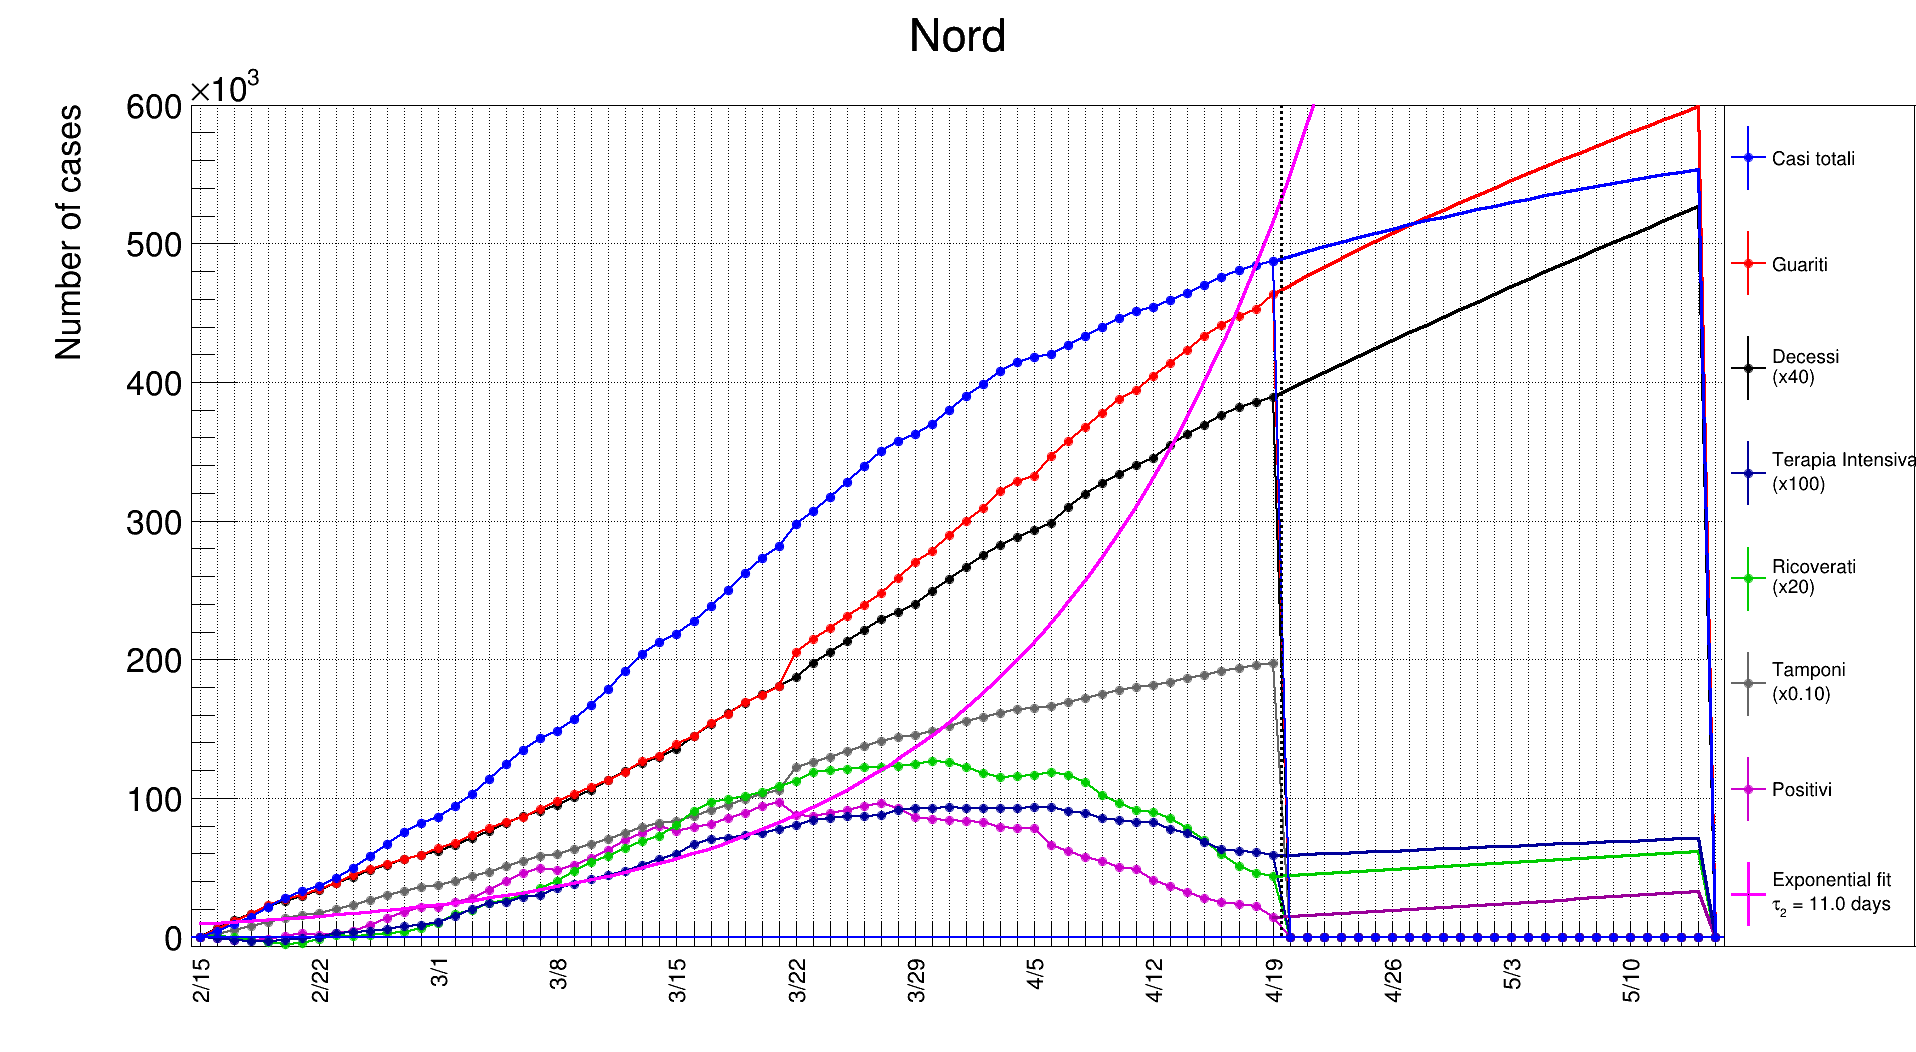 Nord
×10³
Number of cases
600
500
400
300
200
100
0
2/15
2/22
3/1
3/8
3/15
3/22
3/29
4/5
4/12
4/19
4/26
5/3
5/10
Casi totali
Guariti
Decessi
(x40)
Terapia Intensiva
(x100)
Ricoverati
(x20)
Tamponi
(x0.10)
Positivi
Exponential fit
τ₂ = 11.0 days